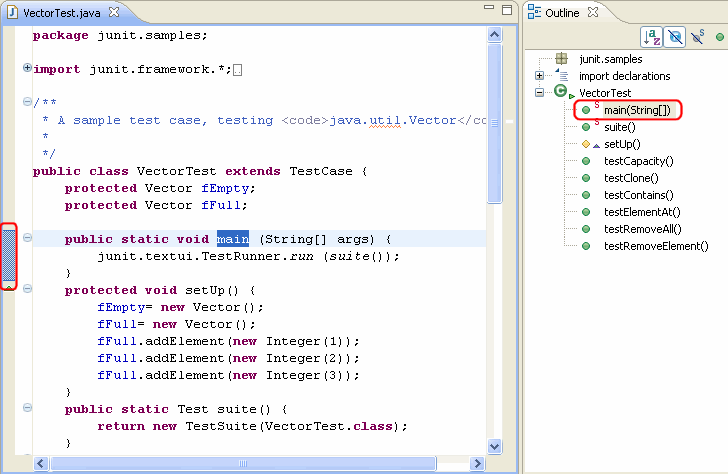 VectorTest.java
package junit.samples;
import junit.framework.*;
/**
* A sample test case, testing <code>java.util.Vector</co
*
*/
public class VectorTest extends TestCase {
protected Vector fEmpty;
protected Vector fFull;
public static void main (String[] args) {
junit.textui.TestRunner.run (suite());
}
protected void setUp() {
fEmpty= new Vector();
fFull= new Vector();
fFull.addElement(new Integer(1));
fFull.addElement(new Integer(2));
fFull.addElement(new Integer(3));
}
public static Test suite() {
return new TestSuite(VectorTest.class);
}
Outline
junit.samples
import declarations
VectorTest
main(String[])
suite()
setUp()
testCapacity()
testClone()
testContains()
testElementAt()
testRemoveAll()
testRemoveElement()